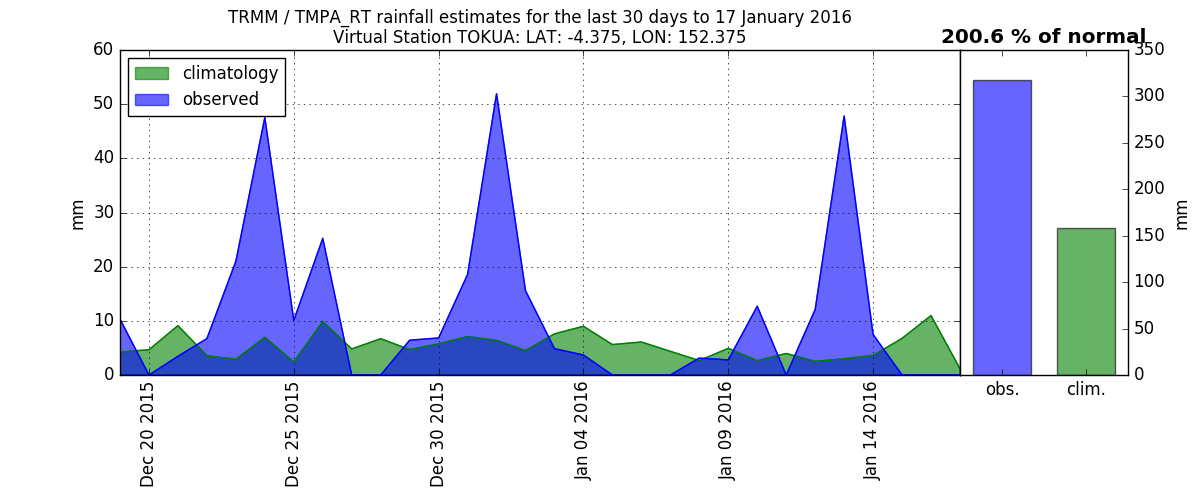 TRMM / TMPA_RT rainfall estimates for the last 30 days to 17 January 2016
Virtual Station TOKUA: LAT: -4.375, LON: 152.375
200.6 % of normal
climatology
observed
60
50
40
30
20
10
0
mm
Dec 20 2015
Dec 25 2015
Dec 30 2015
Jan 04 2016
Jan 09 2016
Jan 14 2016
350
300
250
200
150
100
50
0
mm
obs.
clim.